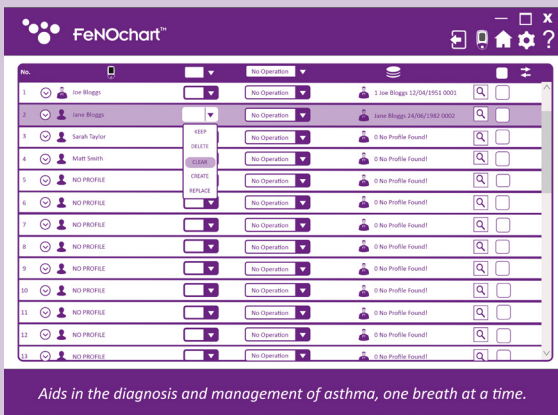 FeNOchart™
No. No Operation
1 Joe Bloggs No Operation 1 Joe Bloggs 12/04/1951 0001
2 Jane Bloggs Jane Bloggs 24/06/1982 0002
KEEP
DELETE
CLEAR
CREATE
REPLACE
3 Sarah Taylor No Operation 0 No Profile Found!
4 Matt Smith No Operation 0 No Profile Found!
5 NO PROFILE No Operation 0 No Profile Found!
6 NO PROFILE No Operation 0 No Profile Found!
7 NO PROFILE No Operation 0 No Profile Found!
8 NO PROFILE No Operation 0 No Profile Found!
9 NO PROFILE No Operation 0 No Profile Found!
10 NO PROFILE No Operation 0 No Profile Found!
11 NO PROFILE No Operation 0 No Profile Found!
12 NO PROFILE No Operation 0 No Profile Found!
13 NO PROFILE No Operation 0 No Profile Found!
Aids in the diagnosis and management of asthma, one breath at a time.